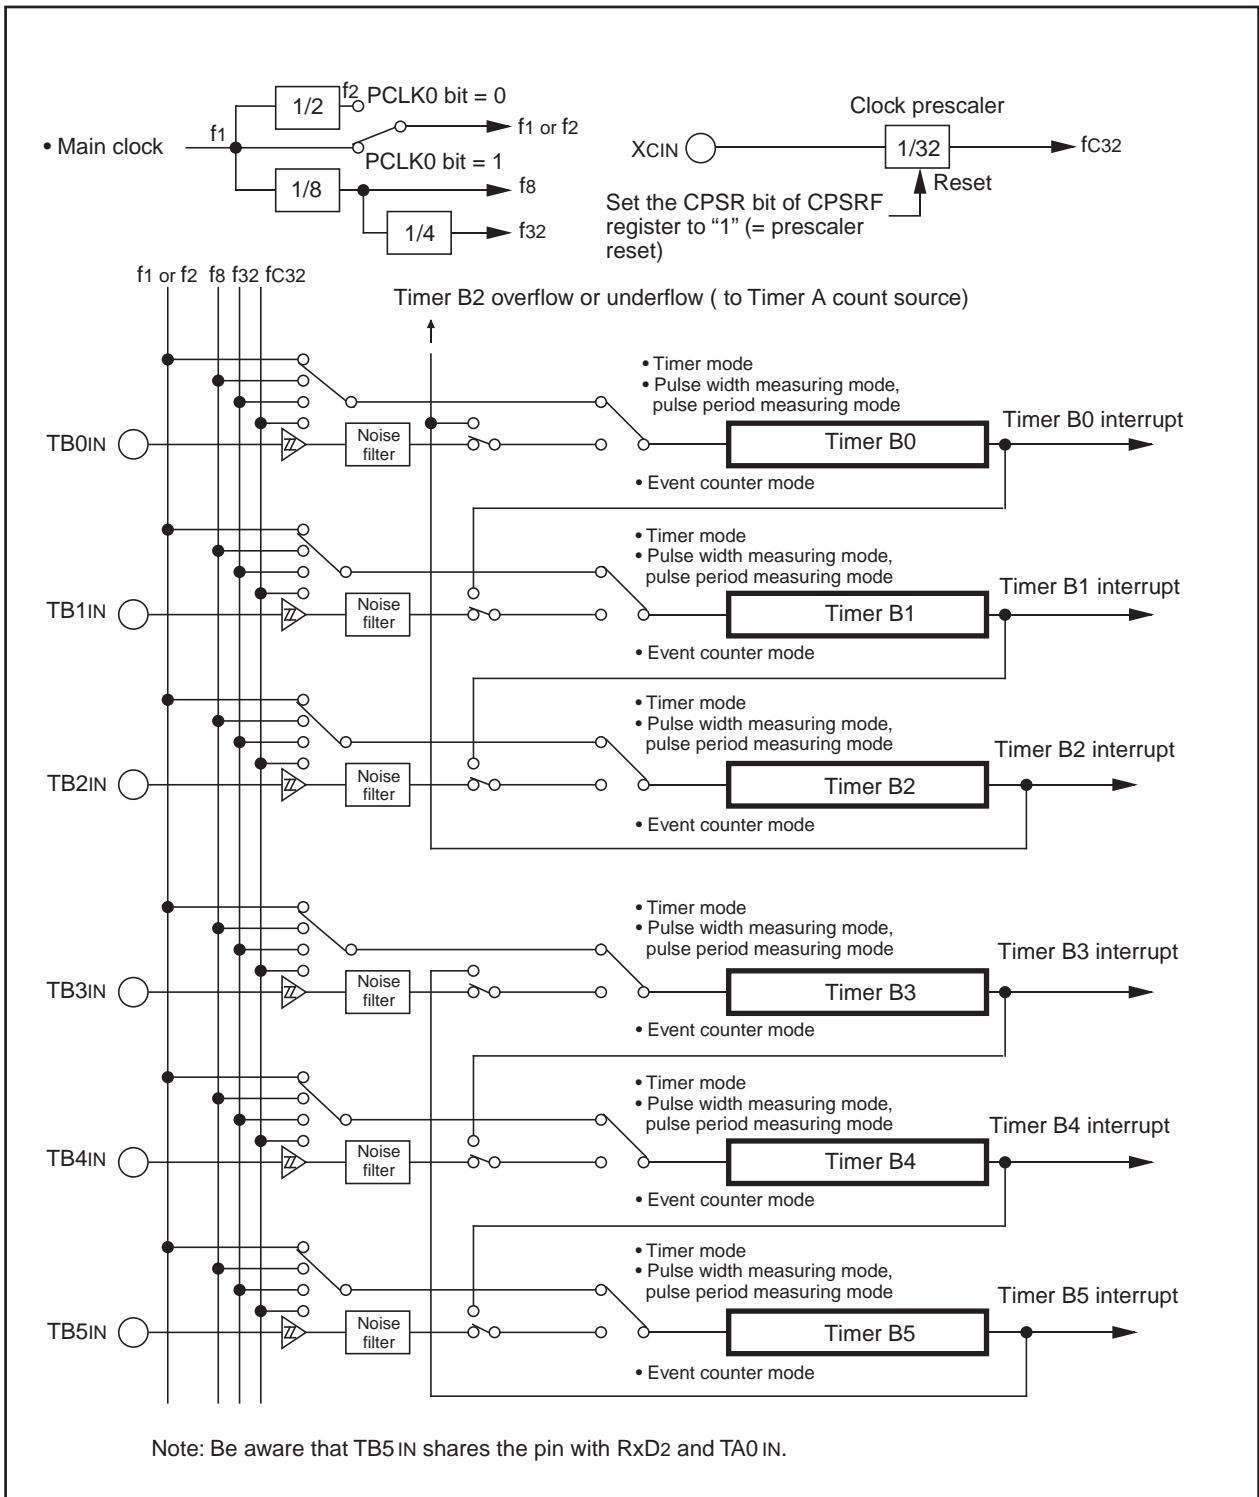 1/2
f2
PCLK0 bit = 0
• Main clock
f1
f1 or f2
PCLK0 bit = 1
1/8
f8
1/4
f32
Clock prescaler
XCIN
1/32
fC32
Reset
Set the CPSR bit of CPSRF
register to “1” (= prescaler
reset)
f1 or f2 f8 f32 fC32
Timer B2 overflow or underflow ( to Timer A count source)
• Timer mode
• Pulse width measuring mode,
pulse period measuring mode
TB0IN
Noise
filter
Timer B0
Timer B0 interrupt
• Event counter mode
• Timer mode
• Pulse width measuring mode,
pulse period measuring mode
TB1IN
Noise
filter
Timer B1
Timer B1 interrupt
• Event counter mode
• Timer mode
• Pulse width measuring mode,
pulse period measuring mode
TB2IN
Noise
filter
Timer B2
Timer B2 interrupt
• Event counter mode
• Timer mode
• Pulse width measuring mode,
pulse period measuring mode
TB3IN
Noise
filter
Timer B3
Timer B3 interrupt
• Event counter mode
• Timer mode
• Pulse width measuring mode,
pulse period measuring mode
TB4IN
Noise
filter
Timer B4
Timer B4 interrupt
• Event counter mode
• Timer mode
• Pulse width measuring mode,
pulse period measuring mode
TB5IN
Noise
filter
Timer B5
Timer B5 interrupt
• Event counter mode
Note: Be aware that TB5 IN shares the pin with RxD2 and TA0 IN.